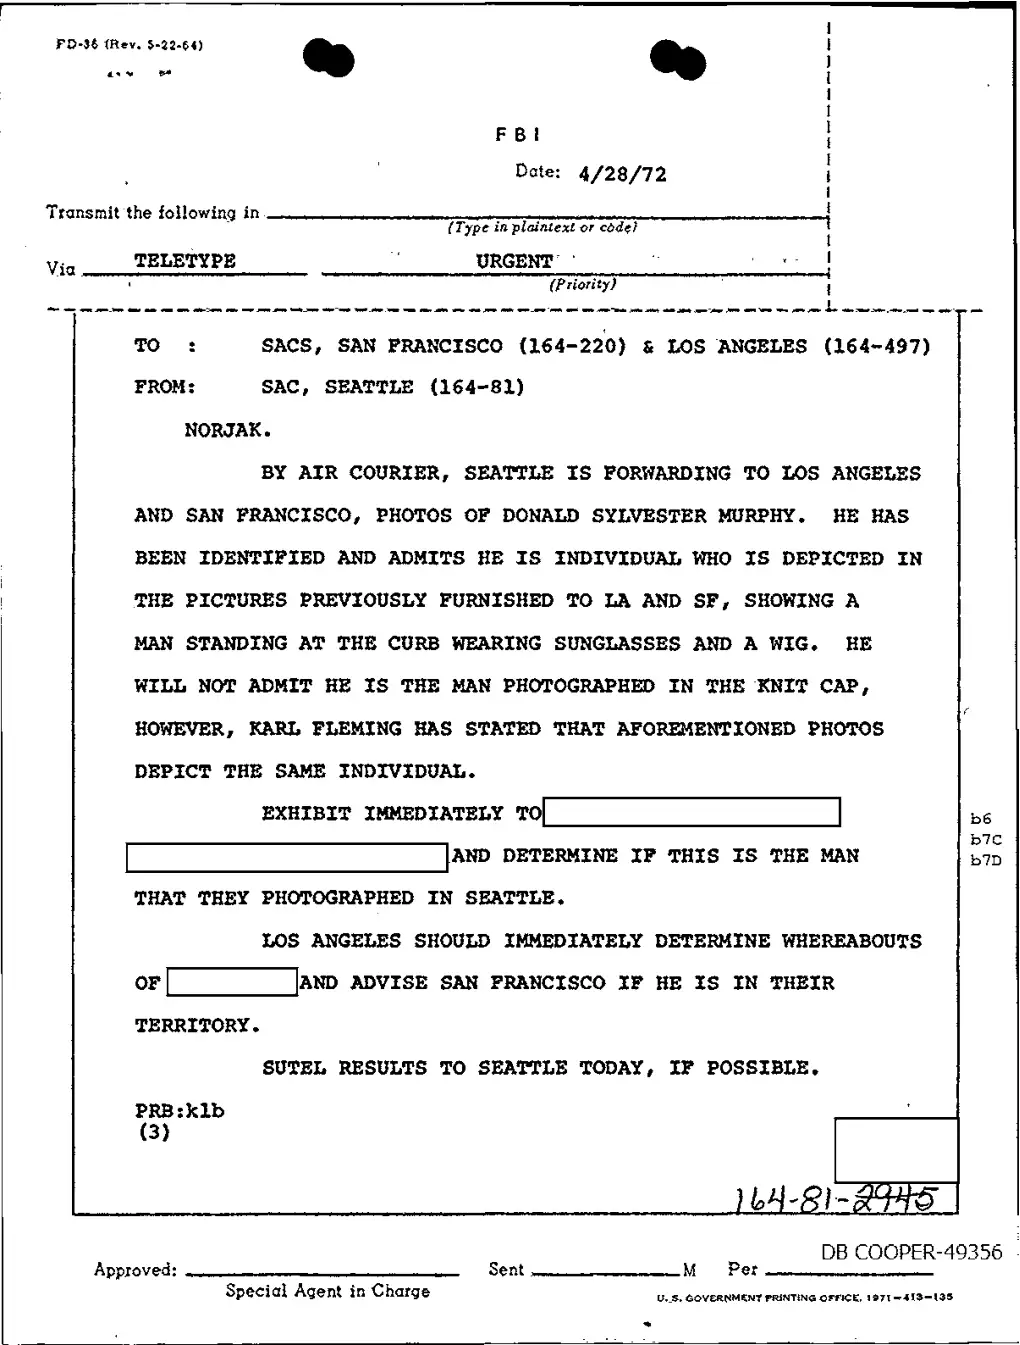 FD-36 (Rev. 5-22-64)
F B I
Date: 4/28/72
Transmit the following in
(Type in plaintext or code)
Via TELETYPE URGENT
(Priority)
TO : SACS, SAN FRANCISCO (164-220) & LOS ANGELES (164-497)
FROM: SAC, SEATTLE (164-81)
NORJAK.
BY AIR COURIER, SEATTLE IS FORWARDING TO LOS ANGELES
AND SAN FRANCISCO, PHOTOS OF DONALD SYLVESTER MURPHY. HE HAS
BEEN IDENTIFIED AND ADMITS HE IS INDIVIDUAL WHO IS DEPICTED IN
THE PICTURES PREVIOUSLY FURNISHED TO LA AND SF, SHOWING A
MAN STANDING AT THE CURB WEARING SUNGLASSES AND A WIG. HE
WILL NOT ADMIT HE IS THE MAN PHOTOGRAPHED IN THE KNIT CAP,
HOWEVER, KARL FLEMING HAS STATED THAT AFOREMENTIONED PHOTOS
DEPICT THE SAME INDIVIDUAL.
EXHIBIT IMMEDIATELY TO
b6
b7C
AND DETERMINE IF THIS IS THE MAN
b7D
THAT THEY PHOTOGRAPHED IN SEATTLE.
LOS ANGELES SHOULD IMMEDIATELY DETERMINE WHEREABOUTS
OF AND ADVISE SAN FRANCISCO IF HE IS IN THEIR
TERRITORY.
SUTEL RESULTS TO SEATTLE TODAY, IF POSSIBLE.
PRB:klb
(3)
164-81-2945
DB COOPER-49356
Approved: Sent M Per
Special Agent in Charge
U. S. GOVERNMENT PRINTING OFFICE. 1971-413-135